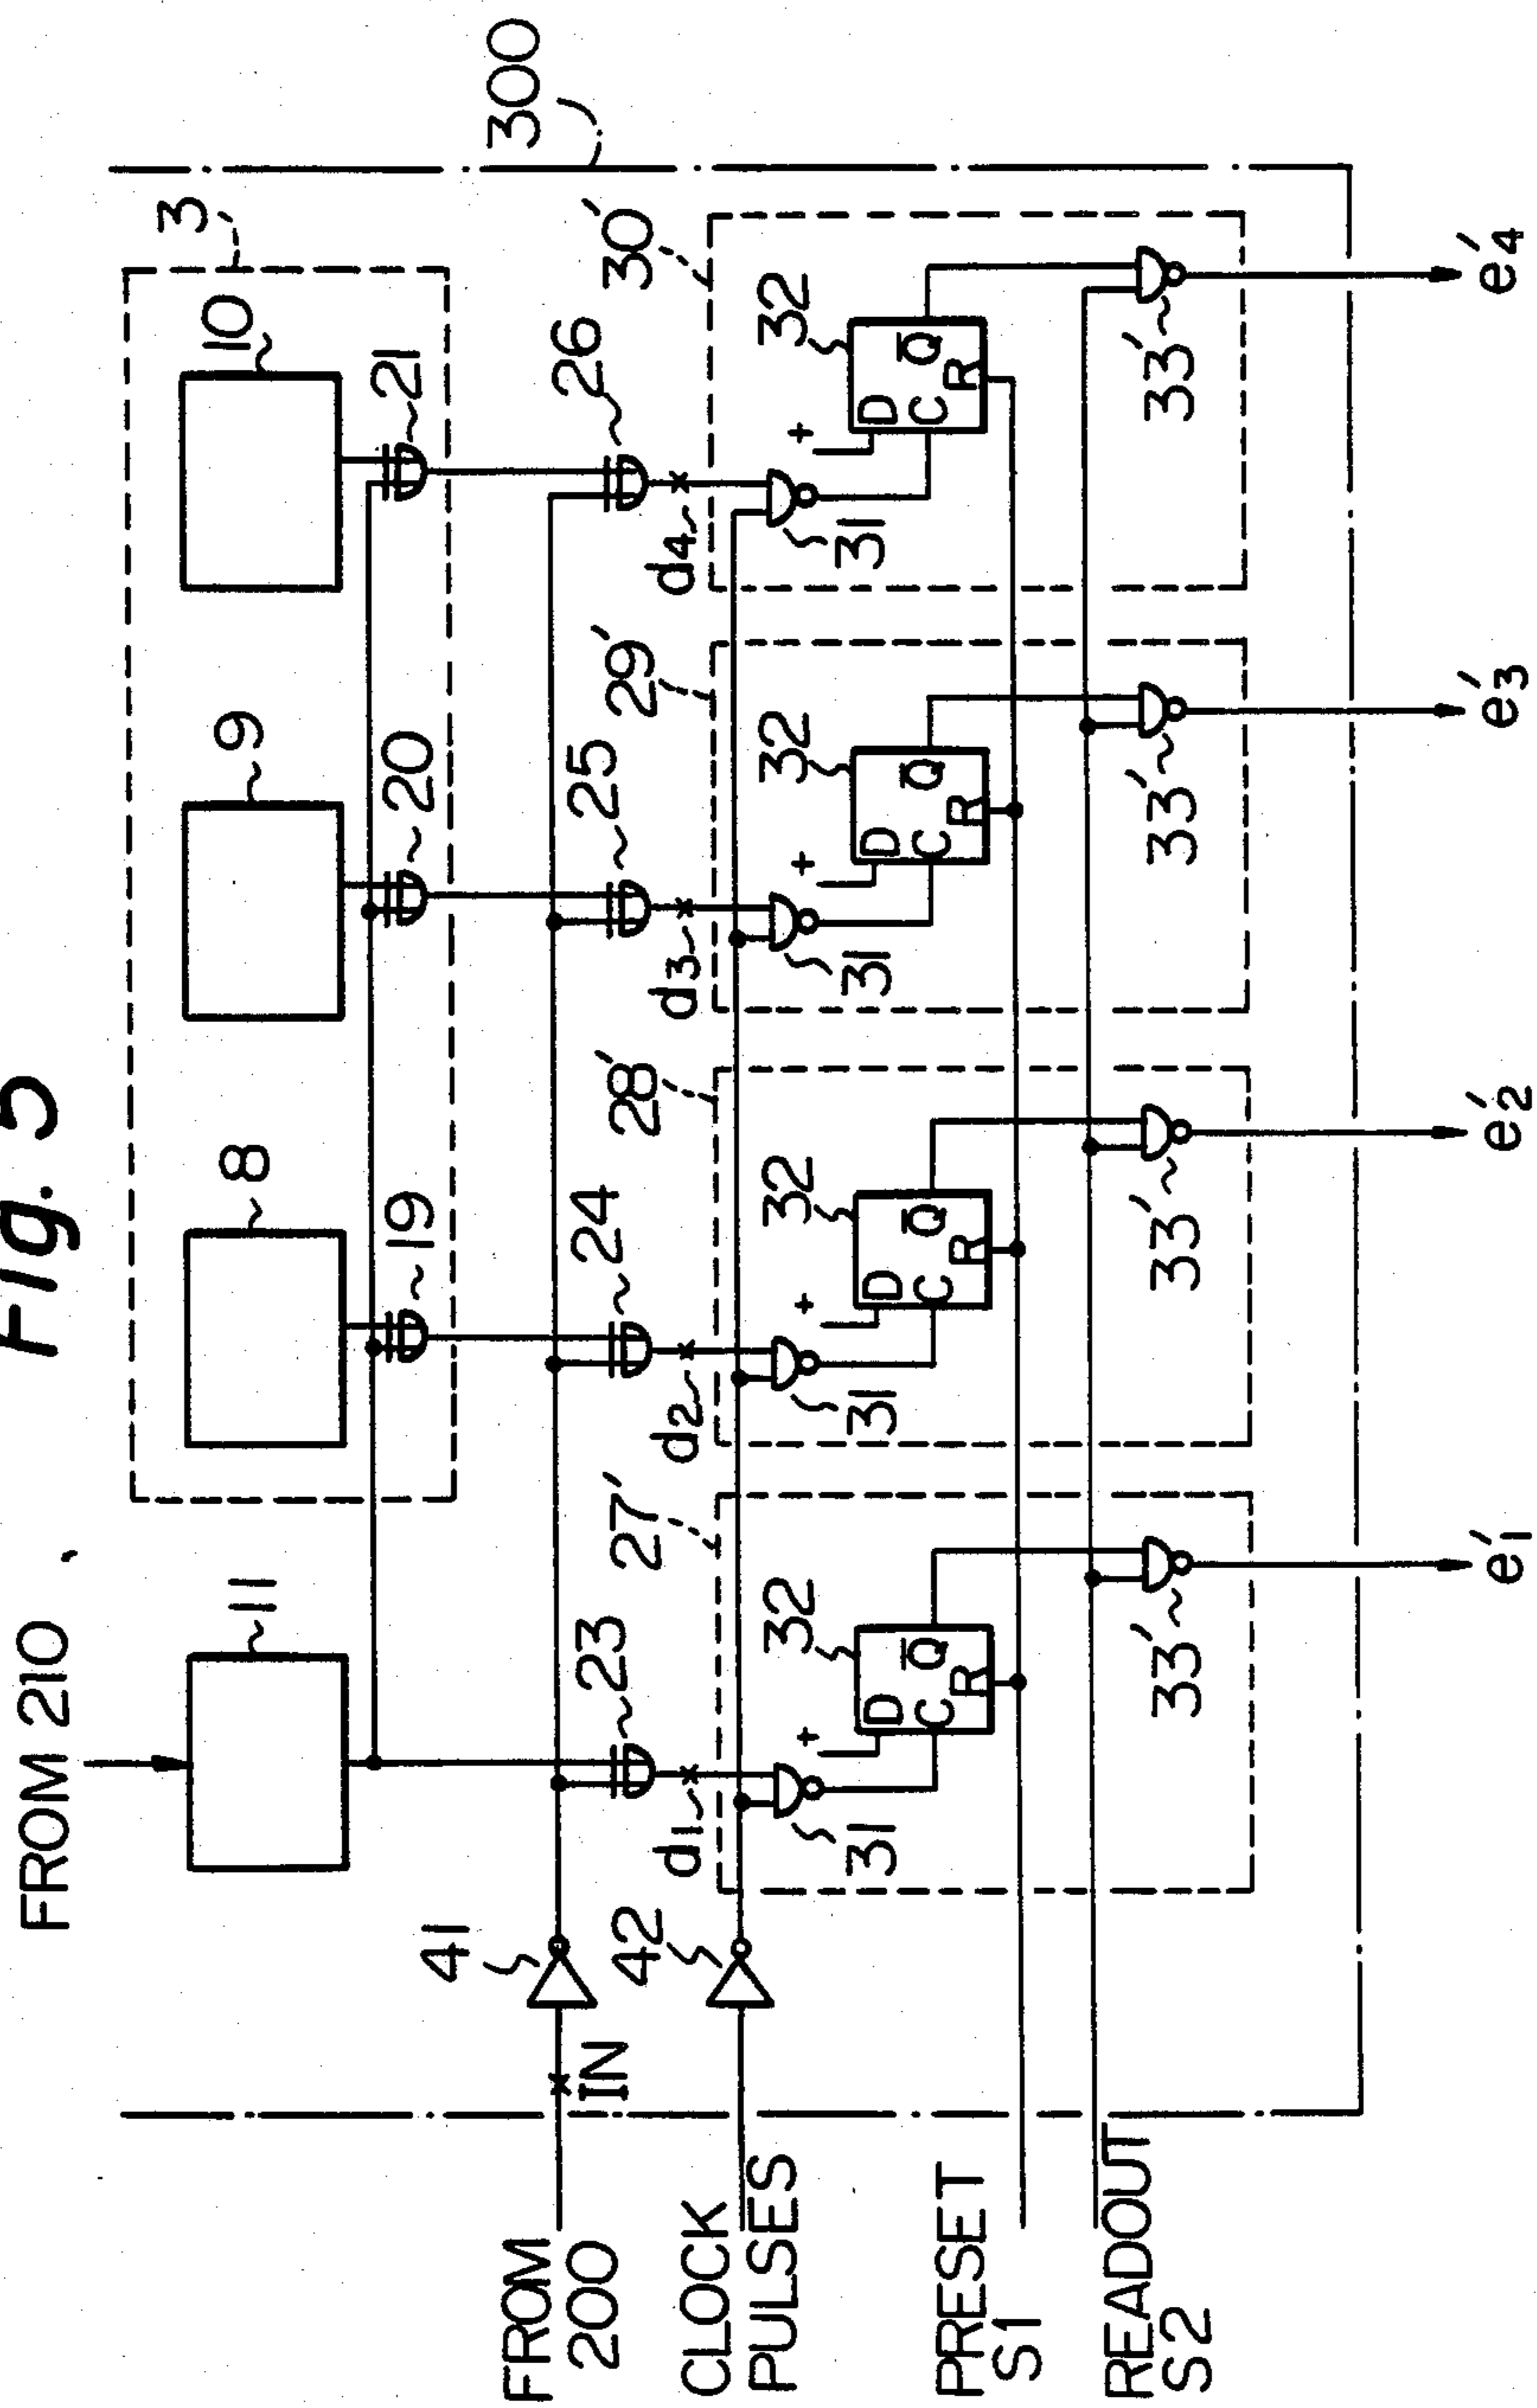 Fig. 5
FROM 210
11
8
9
10
3
300
19
20
21
41
IN
FROM
200
23
24
25
26
42
CLOCK
PULSES
d1
d2
d3
d4
27'
28'
29'
30'
31
31
31
31
+
+
+
+
32
32
32
32
D
C
Q̅
R
D
C
Q̅
R
D
C
Q̅
R
D
C
Q̅
R
PRESET
S1
READOUT
S2
33'
33'
33'
33'
e'1
e'2
e'3
e'4